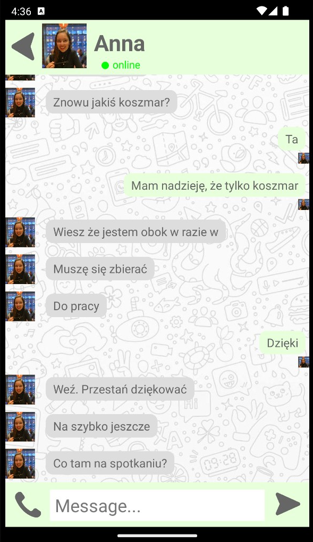 4:36
Anna
online
Znowu jakiś koszmar?
Ta
Mam nadzieję, że tylko koszmar
Wiesz że jestem obok w razie w
Muszę się zbierać
Do pracy
Dzięki
Weź. Przestań dziękować
Na szybko jeszcze
Co tam na spotkaniu?
Message...